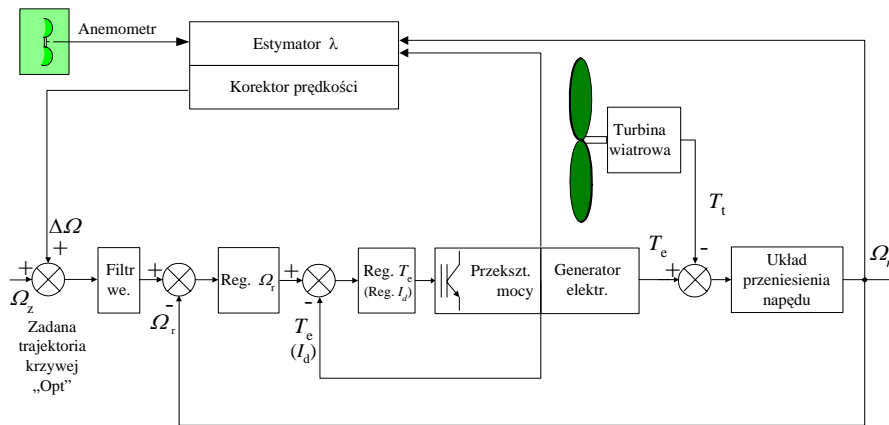 Anemometr
Estymator λ
Korektor prędkości
Turbina
wiatrowa
T_t
ΔΩ
+
+
Ω_z
Zadana
trajektoria
krzywej
„Opt”
Filtr
we.
+
-
Ω_r
Reg. Ω_r
+
-
T_e
(I_d)
Reg. T_e
(Reg. I_d)
Przekszt.
mocy
Generator
elektr.
T_e
+
-
Układ
przeniesienia
napędu